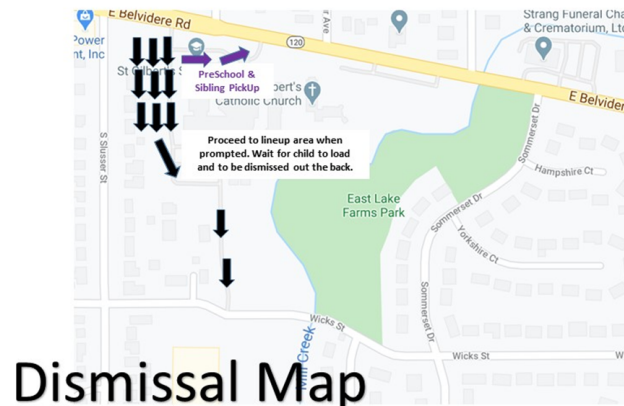 E Belvidere Rd
120
Strang Funeral Cha
& Crematorium, Ltd
Power
nt, Inc
St Gilbert's S
PreSchool &
Sibling PickUp
bert's
Catholic Church
E Belvider
S Slusser St
Proceed to lineup area when
prompted. Wait for child to load
and to be dismissed out the back.
Sommerset Dr
Hampshire Ct
East Lake
Farms Park
Sommerset Dr
Yorkshire Ct
Sommerset Dr
Wicks St
Wicks St
W
Mill Creek
Dismissal Map